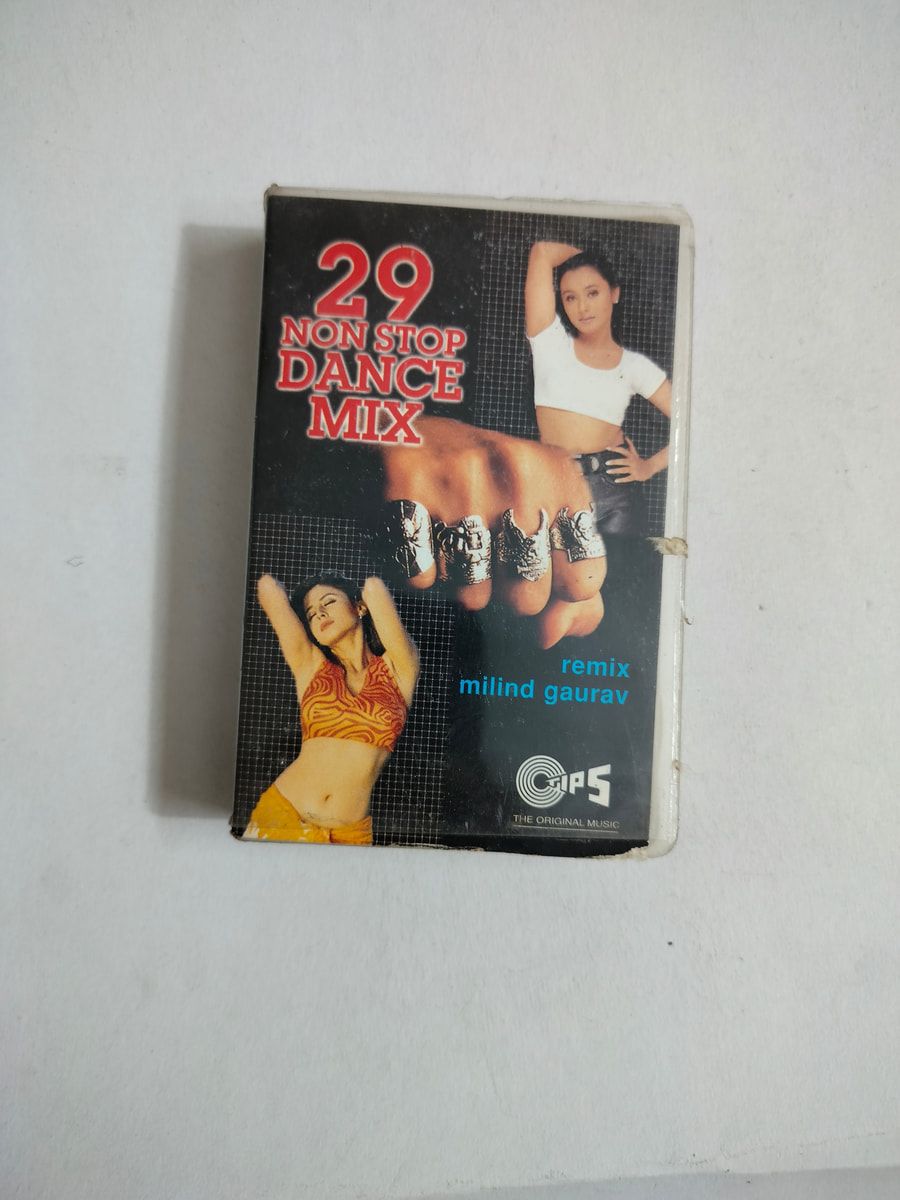 29
NON STOP
DANCE
MIX
remix
milind gaurav
TIPS
THE ORIGINAL MUSIC